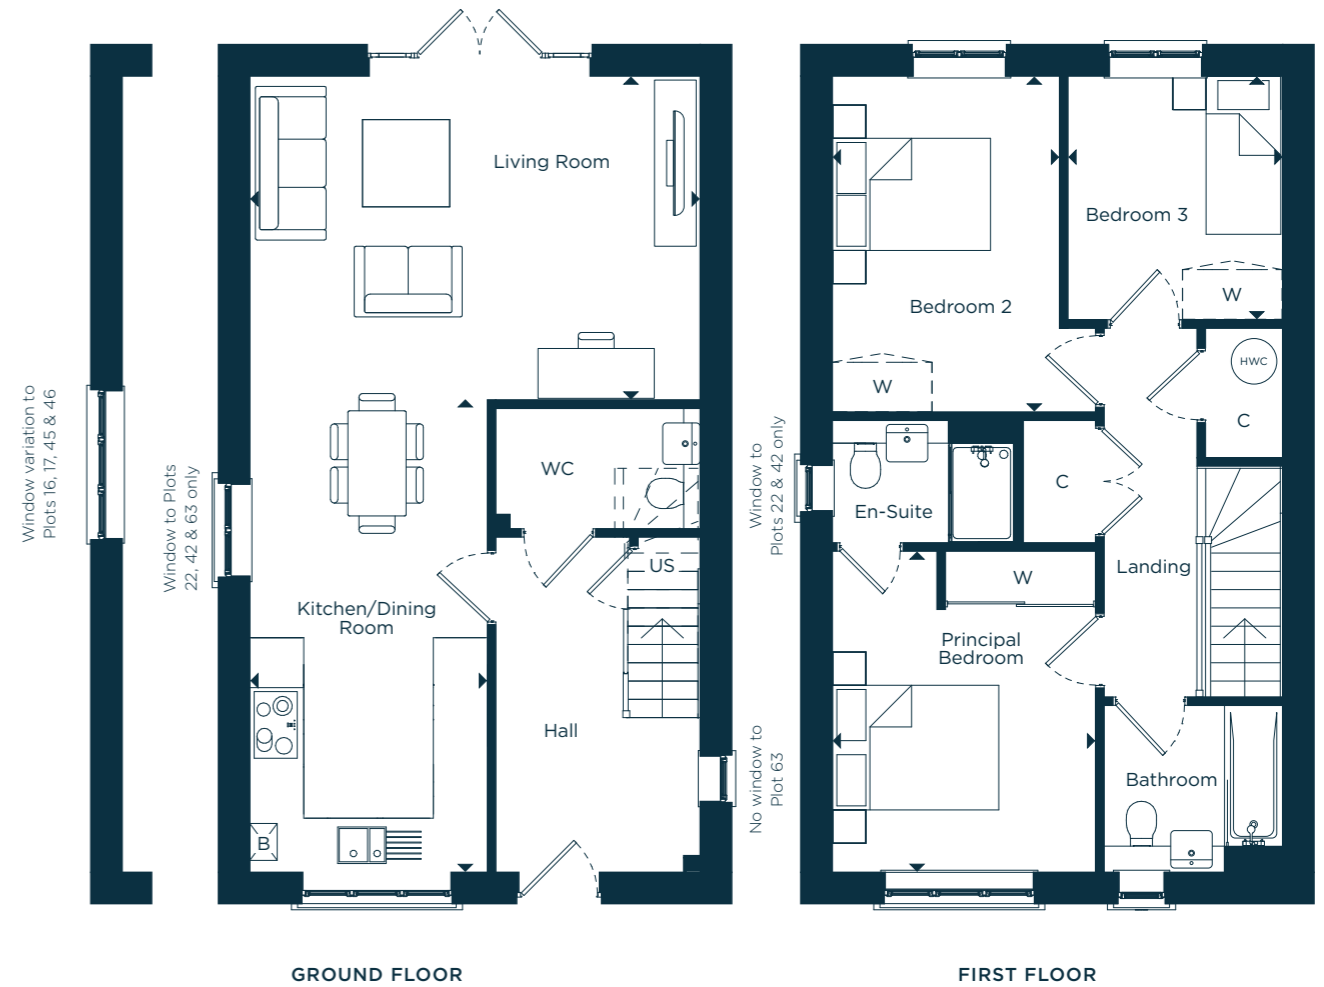 Living Room
WC
US
Kitchen/Dining
Room
Hall
B
Window variation to
Plots 16, 17, 45 & 46
Window to Plots
22, 42 & 63 only
No window to
Plot 63
Window to
Plots 22 & 42 only
Bedroom 2
Bedroom 3
W
W
HWC
C
C
En-Suite
Landing
W
Principal
Bedroom
Bathroom
GROUND FLOOR
FIRST FLOOR